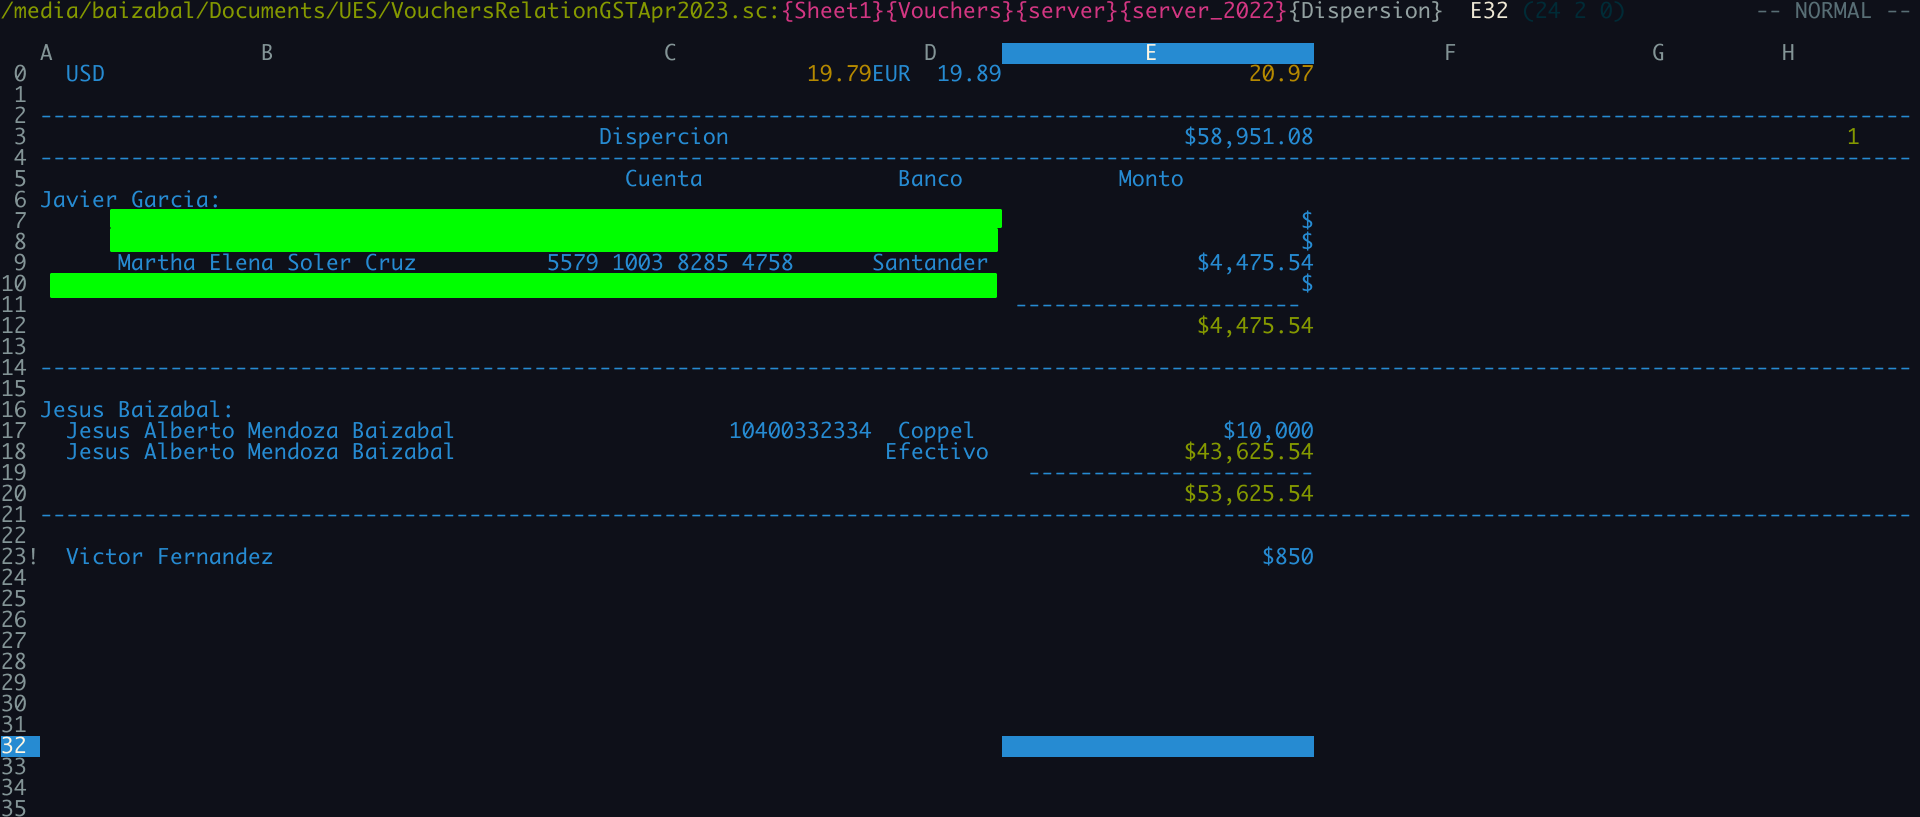 /media/baizabal/Documents/UES/VouchersRelationGSTApr2023.sc:{Sheet1}{Vouchers}{server}{server_2022}{Dispersion} E32 (24 2 0) -- NORMAL --
A B C D E F G H
0 USD 19.79EUR 19.89 20.97
1
2 ------------------------------------------------------------------------------------------------------------------------------------------------
3 Dispercion $58,951.08 1
4 ------------------------------------------------------------------------------------------------------------------------------------------------
5 Cuenta Banco Monto
6 Javier Garcia:
7 $
8 $
9 Martha Elena Soler Cruz 5579 1003 8285 4758 Santander $4,475.54
10 $
11 ----------------------
12 $4,475.54
13
14 ------------------------------------------------------------------------------------------------------------------------------------------------
15
16 Jesus Baizabal:
17 Jesus Alberto Mendoza Baizabal 10400332334 Coppel $10,000
18 Jesus Alberto Mendoza Baizabal Efectivo $43,625.54
19 ----------------------
20 $53,625.54
21 ------------------------------------------------------------------------------------------------------------------------------------------------
22
23! Victor Fernandez $850
24
25
26
27
28
29
30
31
32
33
34
35